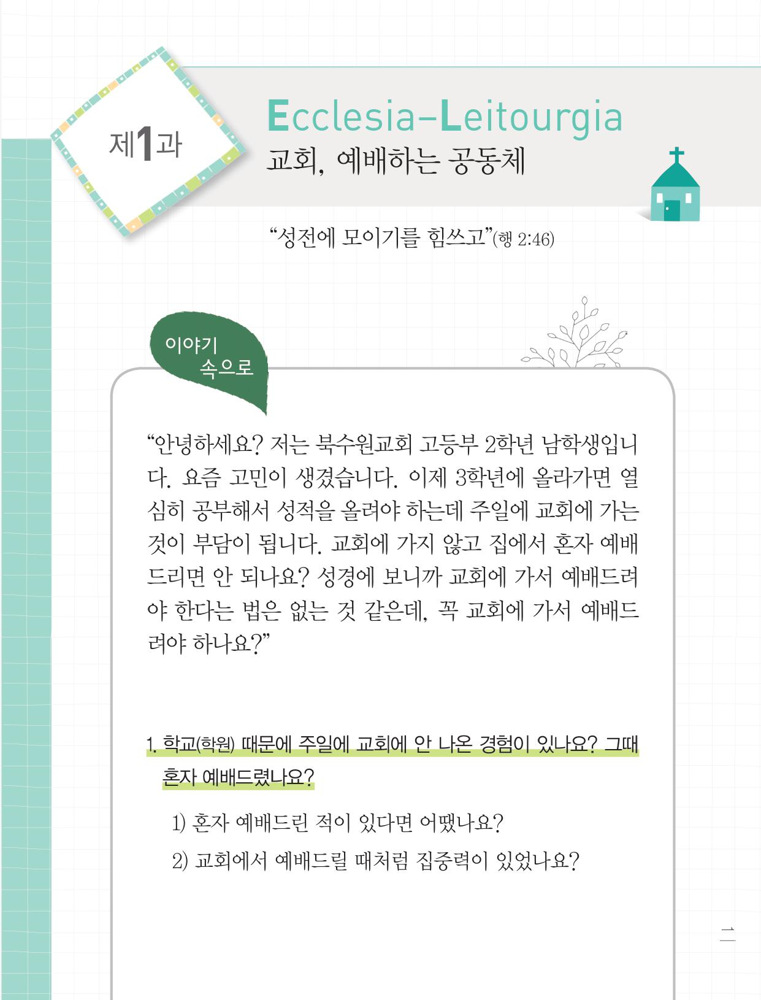 제1과
Ecclesia-Leitourgia
교회, 예배하는 공동체
“성전에 모이기를 힘쓰고”(행 2:46)
이야기
속으로
“안녕하세요? 저는 북수원교회 고등부 2학년 남학생입니
다. 요즘 고민이 생겼습니다. 이제 3학년에 올라가면 열
심히 공부해서 성적을 올려야 하는데 주일에 교회에 가는
것이 부담이 됩니다. 교회에 가지 않고 집에서 혼자 예배
드리면 안 되나요? 성경에 보니까 교회에 가서 예배드려
야 한다는 법은 없는 것 같은데, 꼭 교회에 가서 예배드
려야 하나요?”
1. 학교(학원) 때문에 주일에 교회에 안 나온 경험이 있나요? 그때
혼자 예배드렸나요?
1) 혼자 예배드린 적이 있다면 어땠나요?
2) 교회에서 예배드릴 때처럼 집중력이 있었나요?